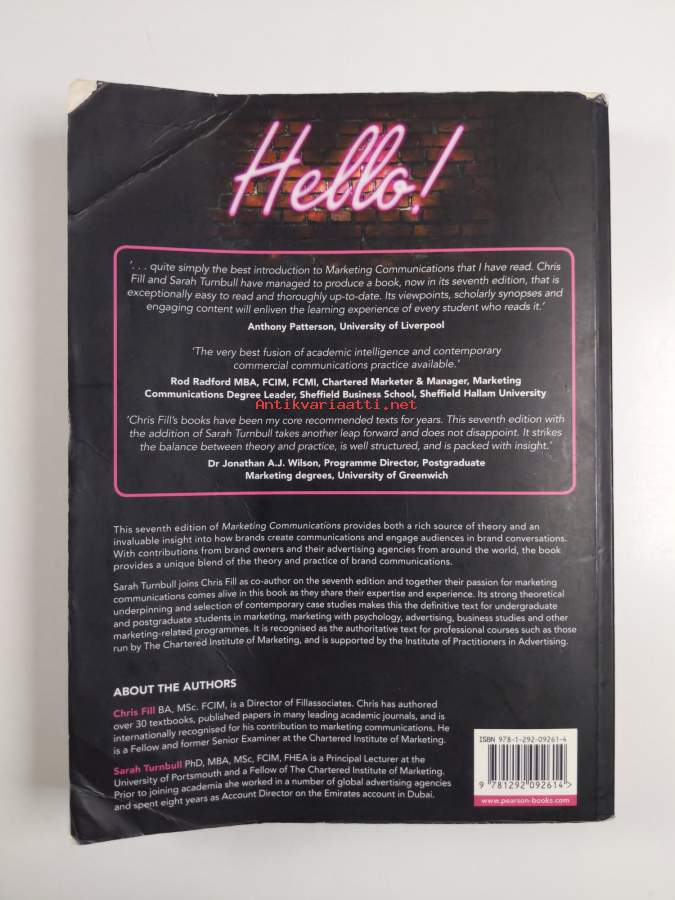 Hello!
'. . . quite simply the best introduction to Marketing Communications that I have read. Chris
Fill and Sarah Turnbull have managed to produce a book, now in its seventh edition, that is
exceptionally easy to read and thoroughly up-to-date. Its viewpoints, scholarly synopses and
engaging content will enliven the learning experience of every student who reads it.'
Anthony Patterson, University of Liverpool
'The very best fusion of academic intelligence and contemporary
commercial communications practice available.'
Rod Radford MBA, FCIM, FCMI, Chartered Marketer & Manager, Marketing
Communications Degree Leader, Sheffield Business School, Sheffield Hallam University
Antikvariaatti.net
'Chris Fill's books have been my core recommended texts for years. This seventh edition with
the addition of Sarah Turnbull takes another leap forward and does not disappoint. It strikes
the balance between theory and practice, is well structured, and is packed with insight.'
Dr Jonathan A.J. Wilson, Programme Director, Postgraduate
Marketing degrees, University of Greenwich
This seventh edition of Marketing Communications provides both a rich source of theory and an
invaluable insight into how brands create communications and engage audiences in brand conversations.
With contributions from brand owners and their advertising agencies from around the world, the book
provides a unique blend of the theory and practice of brand communications.
Sarah Turnbull joins Chris Fill as co-author on the seventh edition and together their passion for marketing
communications comes alive in this book as they share their expertise and experience. Its strong theoretical
underpinning and selection of contemporary case studies makes this the definitive text for undergraduate
and postgraduate students in marketing, marketing with psychology, advertising, business studies and other
marketing-related programmes. It is recognised as the authoritative text for professional courses such as those
run by The Chartered Institute of Marketing, and is supported by the Institute of Practitioners in Advertising.
ABOUT THE AUTHORS
Chris Fill BA, MSc. FCIM, is a Director of Fillassociates. Chris has authored
over 30 textbooks, published papers in many leading academic journals, and is
internationally recognised for his contribution to marketing communications. He
is a Fellow and former Senior Examiner at the Chartered Institute of Marketing.
Sarah Turnbull PhD, MBA, MSc, FCIM, FHEA is a Principal Lecturer at the
University of Portsmouth and a Fellow of The Chartered Institute of Marketing.
Prior to joining academia she worked in a number of global advertising agencies
and spent eight years as Account Director on the Emirates account in Dubai.
ISBN 978-1-292-09261-4
9 781292 092614 >
www.pearson-books.com